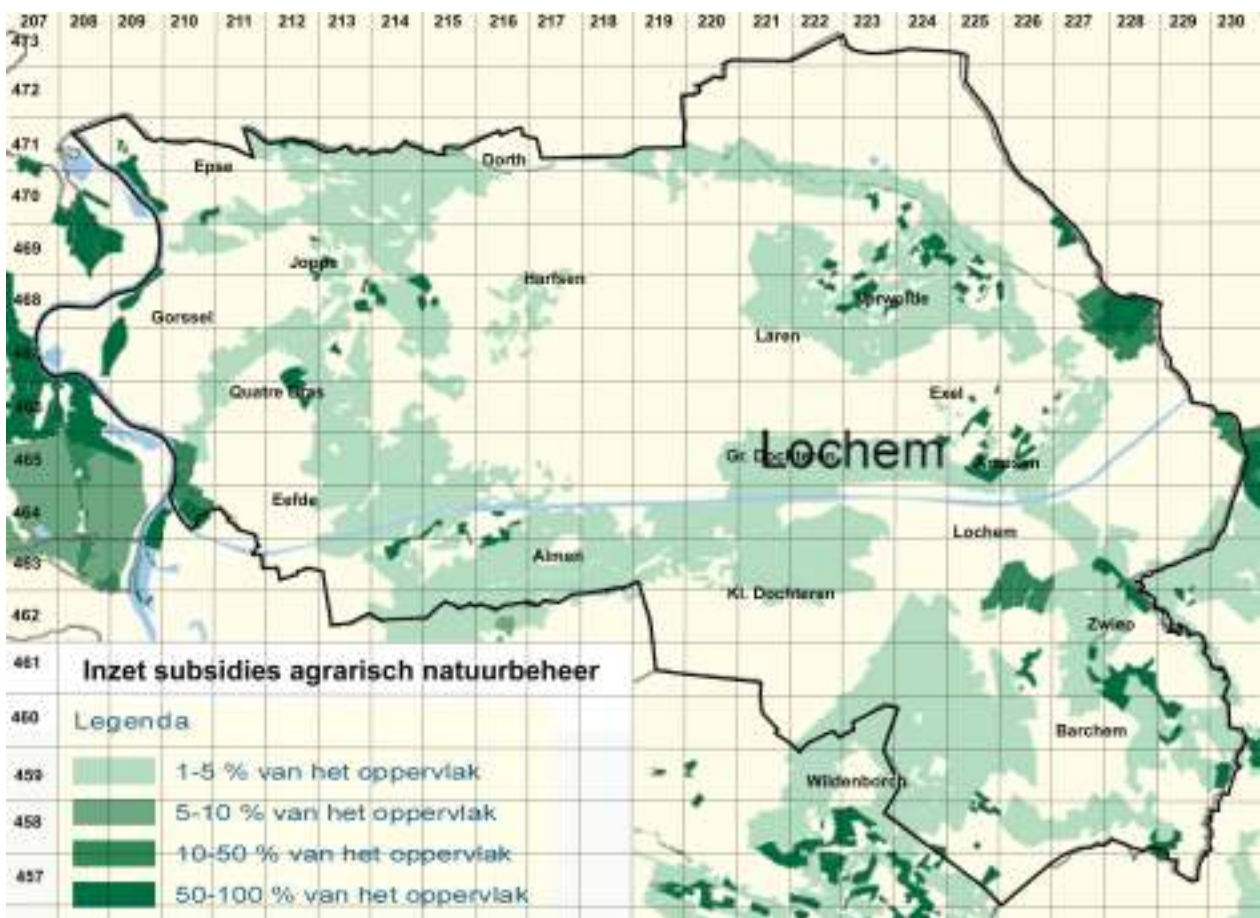 207 208 209 210 211 212 213 214 215 216 217 218 219 220 221 222 223 224 225 226 227 228 229 230
473
472
471
Epse
Dorth
470
469
Joppe
Harfsen
468
Gorssel
Laren
Quatre Bras
Exel
465
Gr. Dochteren
Lochem
Eefde
464
Lochem
463
Almen
Kl. Dochteren
462
Zwiep
461
Inzet subsidies agrarisch natuurbeheer
460
Legenda
Barchem
459
1-5 % van het oppervlak
Wildenborch
458
5-10 % van het oppervlak
10-50 % van het oppervlak
457
50-100 % van het oppervlak